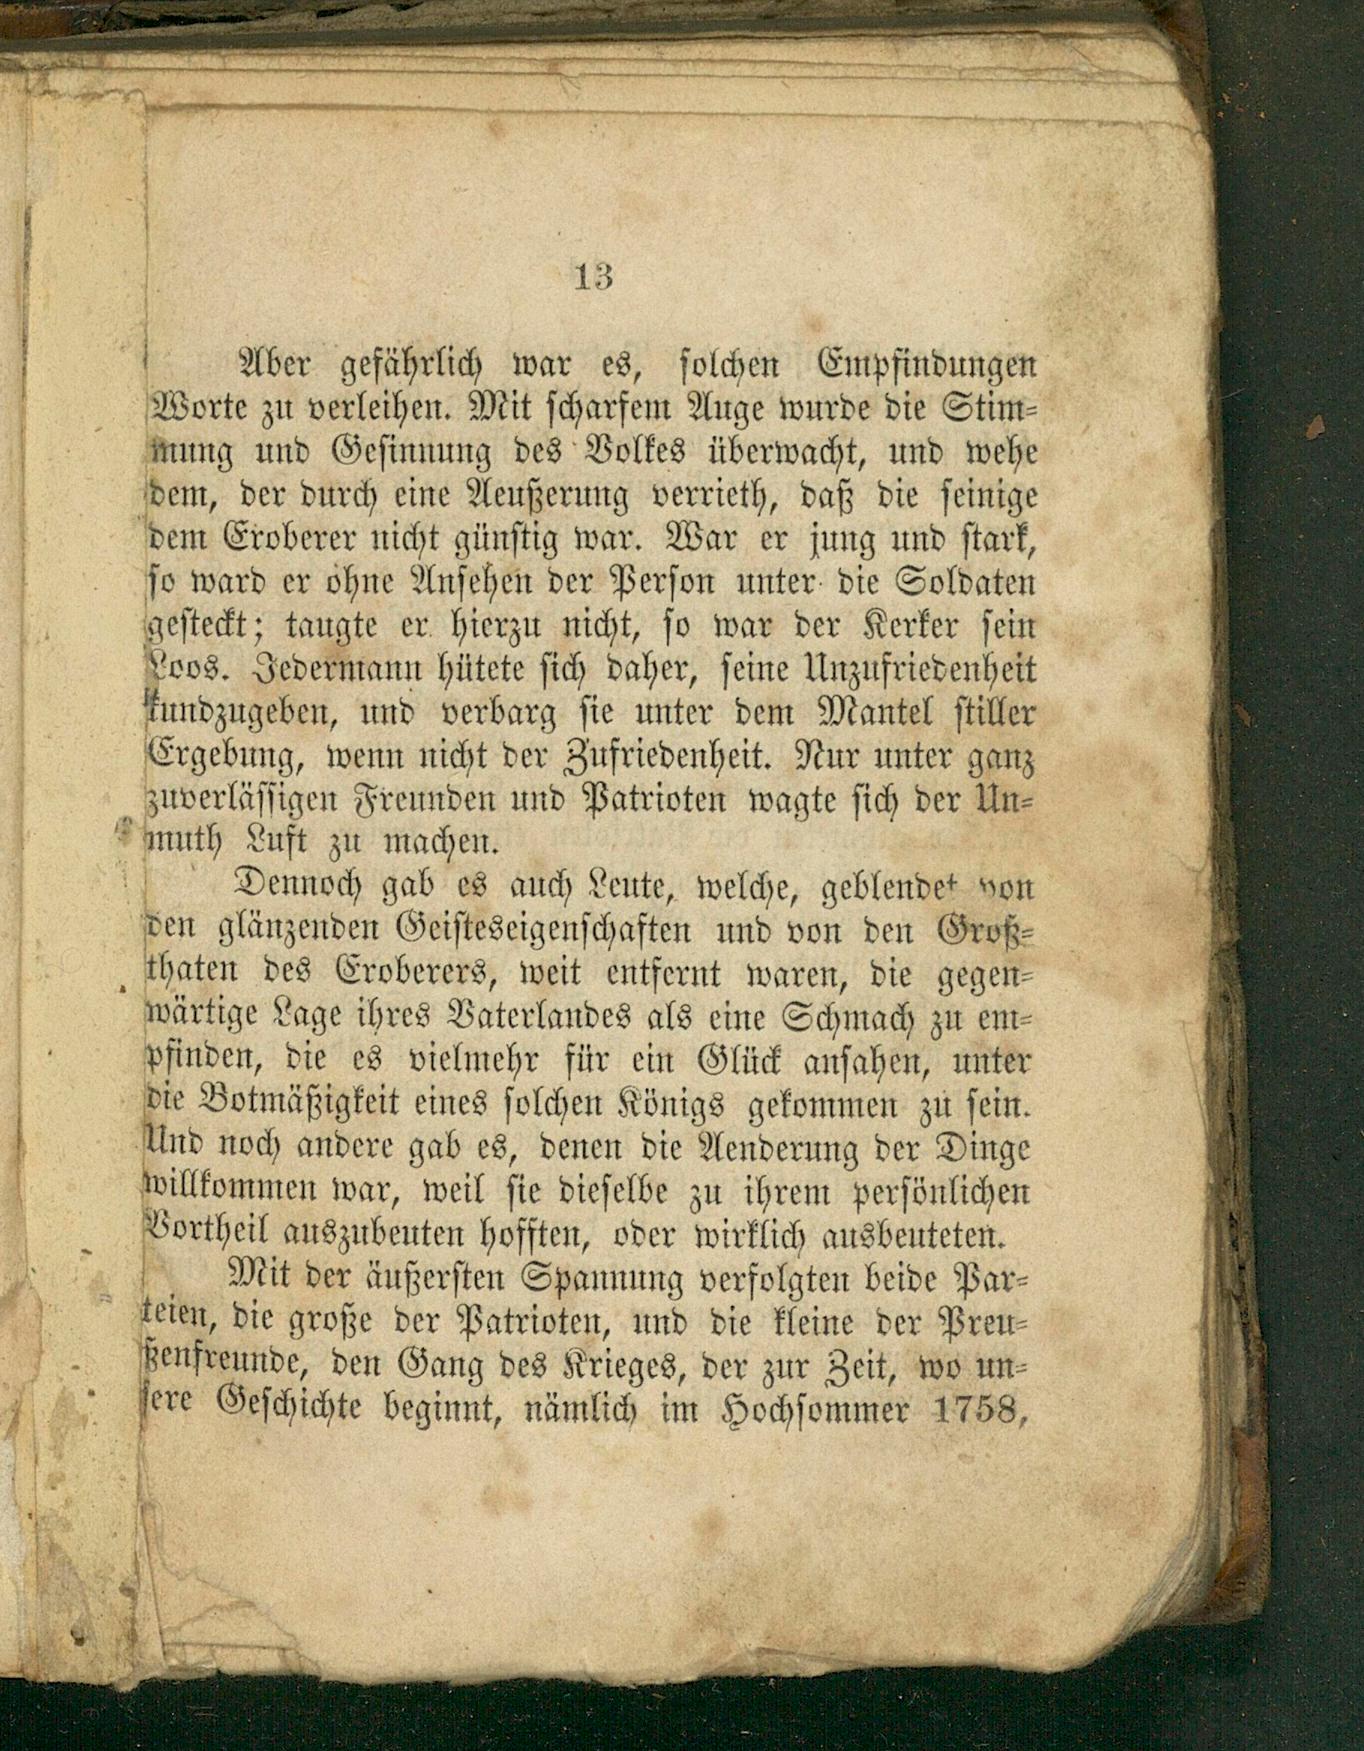 13
Aber gefährlich war es, solchen Empfindungen
Worte zu verleihen. Mit scharfem Auge wurde die Stim-
mung und Gesinnung des Volkes überwacht, und wehe
dem, der durch eine Aeußerung verrieth, daß die seinige
dem Eroberer nicht günstig war. War er jung und stark,
so ward er ohne Ansehen der Person unter die Soldaten
gesteckt; taugte er hierzu nicht, so war der Kerker sein
Loos. Jedermann hütete sich daher, seine Unzufriedenheit
kundzugeben, und verbarg sie unter dem Mantel stiller
Ergebung, wenn nicht der Zufriedenheit. Nur unter ganz
zuverlässigen Freunden und Patrioten wagte sich der Un-
muth Luft zu machen.
Dennoch gab es auch Leute, welche, geblendet von
den glänzenden Geisteseigenschaften und von den Groß-
thaten des Eroberers, weit entfernt waren, die gegen-
wärtige Lage ihres Vaterlandes als eine Schmach zu em-
pfinden, die es vielmehr für ein Glück ansahen, unter
die Botmäßigkeit eines solchen Königs gekommen zu sein.
Und noch andere gab es, denen die Aenderung der Dinge
willkommen war, weil sie dieselbe zu ihrem persönlichen
Vortheil auszubeuten hofften, oder wirklich ausbeuteten.
Mit der äußersten Spannung verfolgten beide Par-
teien, die große der Patrioten, und die kleine der Preu-
ßenfreunde, den Gang des Krieges, der zur Zeit, wo un-
sere Geschichte beginnt, nämlich im Hochsommer 1758,